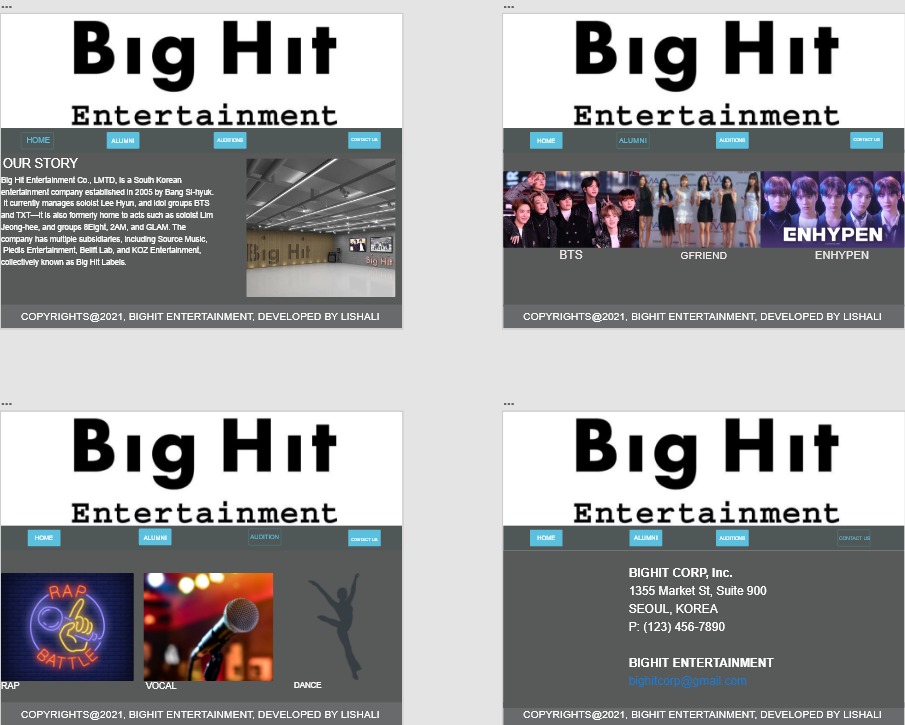 Big Hit
Entertainment
HOME
ALUMNI
AUDITIONS
CONTACT US
OUR STORY
Big Hit Entertainment Co., LMTD, is a South Korean
entertainment company established in 2005 by Bang Si-hyuk.
It currently manages soloist Lee Hyun, and idol groups BTS
and TXT—it is also formerly home to acts such as soloist Lim
Jeong-hee, and groups 8Eight, 2AM, and GLAM. The
company has multiple subsidiaries, including Source Music,
Pledis Entertainment, Belift Lab, and KOZ Entertainment,
collectively known as Big Hit Labels.
Big Hit
Big Hit
COPYRIGHTS@2021, BIGHIT ENTERTAINMENT, DEVELOPED BY LISHALI
Big Hit
Entertainment
HOME
ALUMNI
AUDITIONS
CONTACT US
ENHYPEN
BTS
GFRIEND
ENHYPEN
COPYRIGHTS@2021, BIGHIT ENTERTAINMENT, DEVELOPED BY LISHALI
Big Hit
Entertainment
HOME
ALUMNI
AUDITION
CONTACT US
RAP
BATTLE
RAP
VOCAL
DANCE
COPYRIGHTS@2021, BIGHIT ENTERTAINMENT, DEVELOPED BY LISHALI
Big Hit
Entertainment
HOME
ALUMNI
AUDITIONS
CONTACT US
BIGHIT CORP, Inc.
1355 Market St, Suite 900
SEOUL, KOREA
P: (123) 456-7890
BIGHIT ENTERTAINMENT
bighitcorp@gmail.com
COPYRIGHTS@2021, BIGHIT ENTERTAINMENT, DEVELOPED BY LISHALI